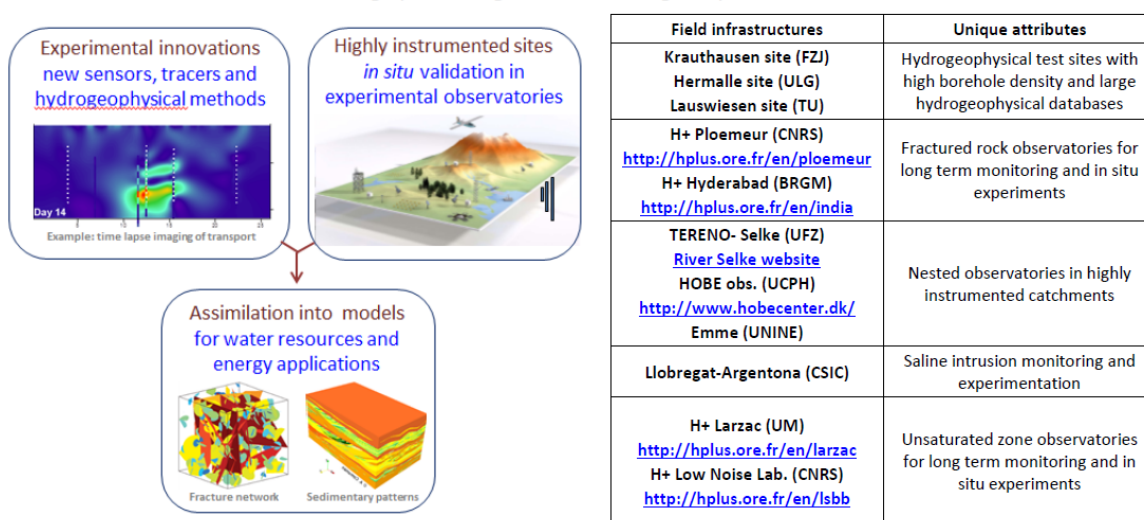 Experimental innovations
new sensors, tracers and
hydrogeophysical methods
Day 14
10
15
20
25
Example: time lapse imaging of transport
Highly instrumented sites
in situ validation in
experimental observatories
Assimilation into models
for water resources and
energy applications
Fracture network
Sedimentary patterns
Field infrastructures
Unique attributes
Krauthausen site (FZJ)
Hermalle site (ULG)
Lauswiesen site (TU)
Hydrogeophysical test sites with
high borehole density and large
hydrogeophysical databases
H+ Ploemeur (CNRS)
http://hplus.ore.fr/en/ploemeur
H+ Hyderabad (BRGM)
http://hplus.ore.fr/en/india
Fractured rock observatories for
long term monitoring and in situ
experiments
TERENO- Selke (UFZ)
River Selke website
HOBE obs. (UCPH)
http://www.hobecenter.dk/
Emme (UNINE)
Nested observatories in highly
instrumented catchments
Llobregat-Argentona (CSIC)
Saline intrusion monitoring and
experimentation
H+ Larzac (UM)
http://hplus.ore.fr/en/larzac
H+ Low Noise Lab. (CNRS)
http://hplus.ore.fr/en/lsbb
Unsaturated zone observatories
for long term monitoring and in
situ experiments